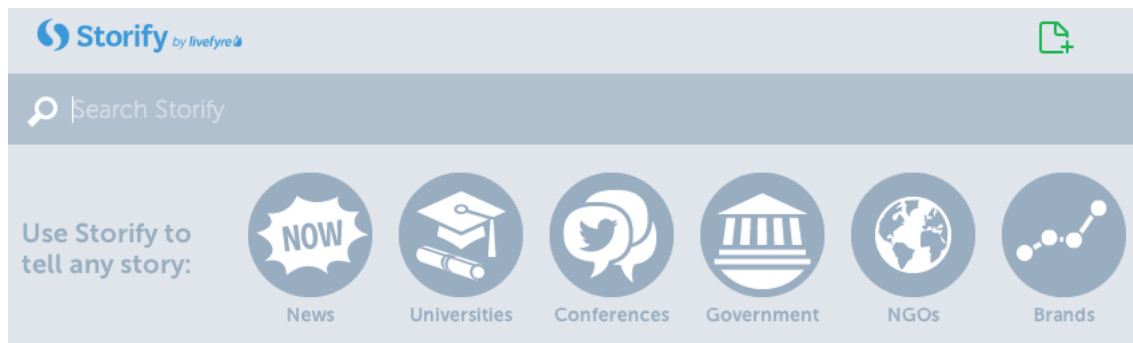 Storify by livefyre
Search Storify
Use Storify to
tell any story:
NOW
News
Universities
Conferences
Government
NGOs
Brands